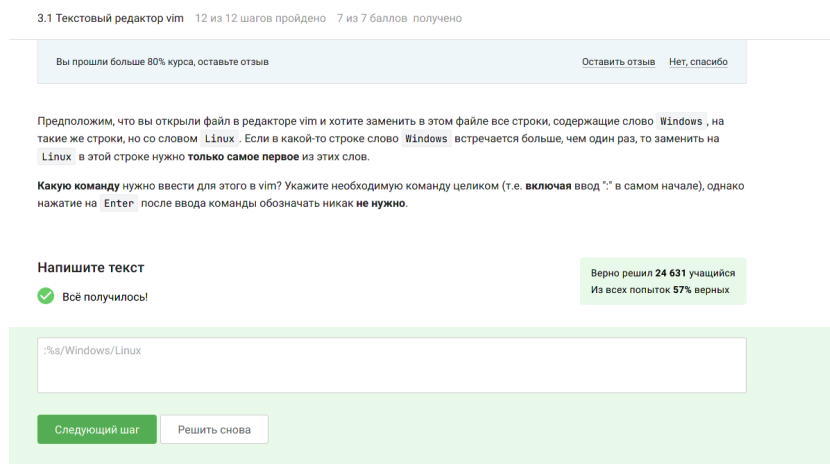 3.1 Текстовый редактор vim 12 из 12 шагов пройдено 7 из 7 баллов получено
Вы прошли больше 80% курса, оставьте отзыв Оставить отзыв Нет, спасибо
Предположим, что вы открыли файл в редакторе vim и хотите заменить в этом файле все строки, содержащие слово Windows , на
такие же строки, но со словом Linux . Если в какой-то строке слово Windows встречается больше, чем один раз, то заменить на
Linux в этой строке нужно только самое первое из этих слов.
Какую команду нужно ввести для этого в vim? Укажите необходимую команду целиком (т.е. включая ввод ":" в самом начале), однако
нажатие на Enter после ввода команды обозначать никак не нужно.
Напишите текст
Верно решил 24 631 учащийся
Из всех попыток 57% верных
Всё получилось!
:%s/Windows/Linux
Следующий шаг Решить снова